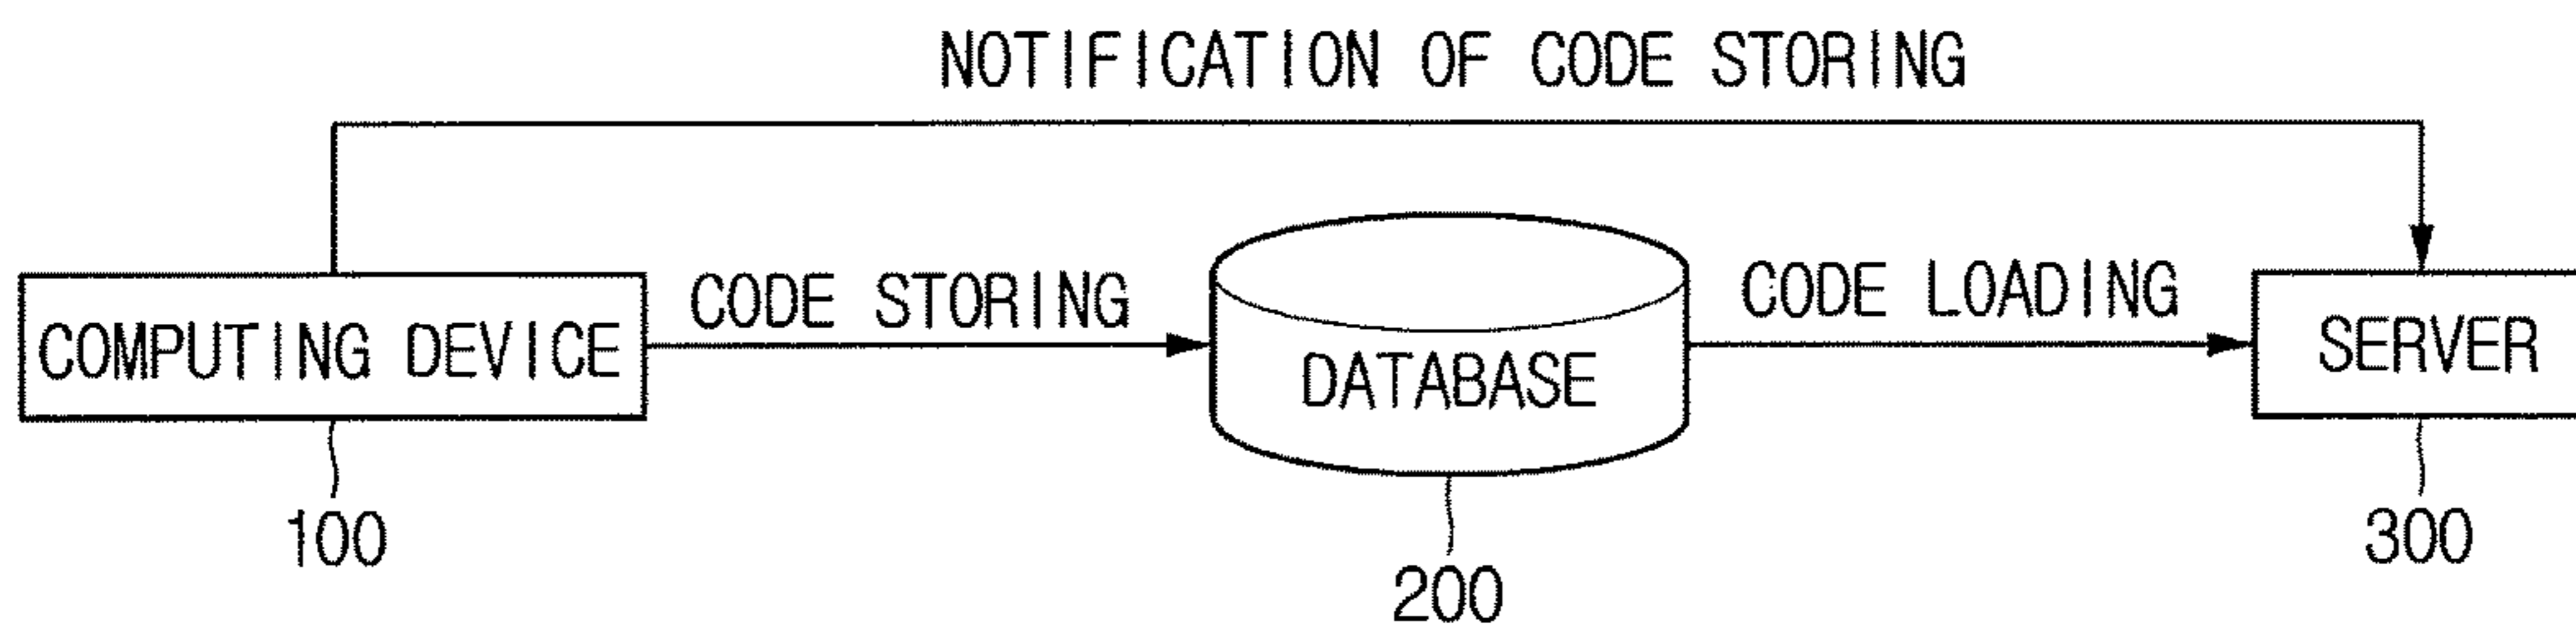 NOTIFICATION OF CODE STORING
CODE STORING
CODE LOADING
COMPUTING DEVICE
DATABASE
SERVER
100
200
300